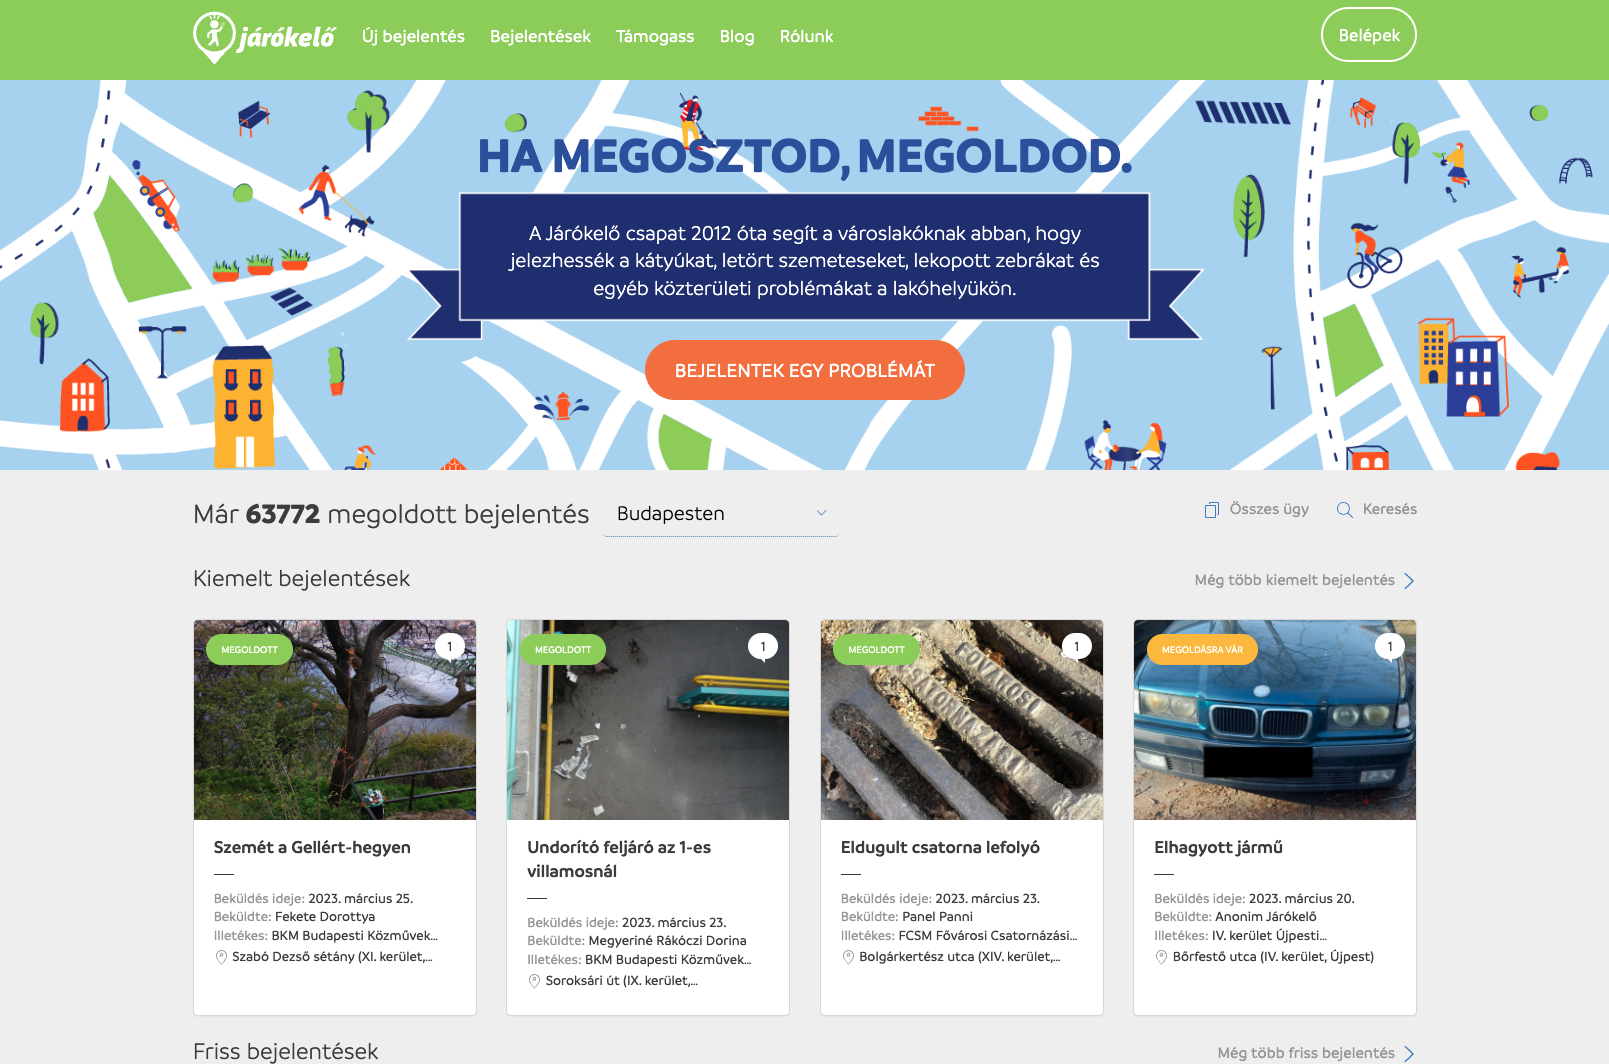 járókelő
Új bejelentés
Bejelentések
Támogass
Blog
Rólunk
Belépek
HA MEGOSZTOD, MEGOLDOD.
A Járókelő csapat 2012 óta segít a városlakóknak abban, hogy
jelezhessék a kátyúkat, letört szemeteseket, lekopott zebrákat és
egyéb közterületi problémákat a lakóhelyükön.
BEJELENTEK EGY PROBLÉMÁT
Már 63772 megoldott bejelentés
Budapesten
Összes ügy
Keresés
Kiemelt bejelentések
Még több kiemelt bejelentés
MEGOLDOTT
1
Szemét a Gellért-hegyen
Beküldés ideje: 2023. március 25.
Beküldte: Fekete Dorottya
Illetékes: BKM Budapesti Közművek...
Szabó Dezső sétány (XI. kerület,...
MEGOLDOTT
1
Undorító feljáró az 1-es
villamosnál
Beküldés ideje: 2023. március 23.
Beküldte: Megyeriné Rákóczi Dorina
Illetékes: BKM Budapesti Közművek...
Soroksári út (IX. kerület,...
MEGOLDOTT
1
FŐVÁROSI
CSATORNAMŰVEK
Eldugult csatorna lefolyó
Beküldés ideje: 2023. március 23.
Beküldte: Panel Panni
Illetékes: FCSM Fővárosi Csatornázási...
Bolgárkertész utca (XIV. kerület,...
MEGOLDÁSRA VÁR
1
Elhagyott jármű
Beküldés ideje: 2023. március 20.
Beküldte: Anonim Járókelő
Illetékes: IV. kerület Újpesti...
Bőrfestő utca (IV. kerület, Újpest)
Friss bejelentések
Még több friss bejelentés